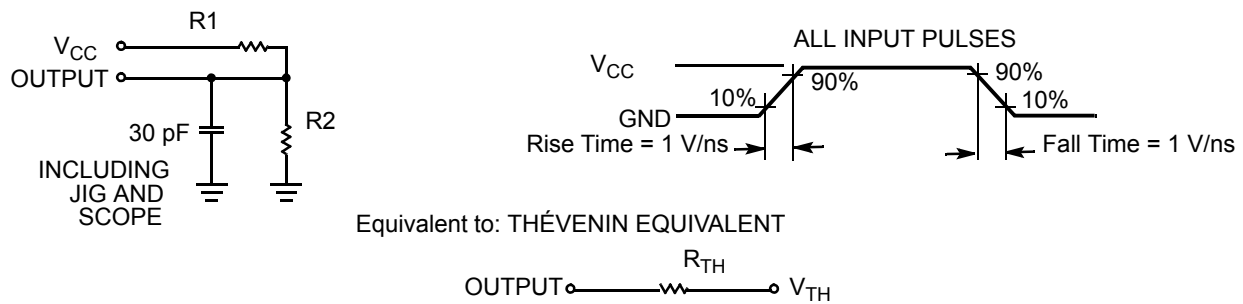 R1
VCC
OUTPUT
30 pF
R2
INCLUDING
JIG AND
SCOPE
ALL INPUT PULSES
VCC
90%
90%
10%
10%
GND
Rise Time = 1 V/ns
Fall Time = 1 V/ns
Equivalent to: THÉVENIN EQUIVALENT
RTH
OUTPUT
VTH